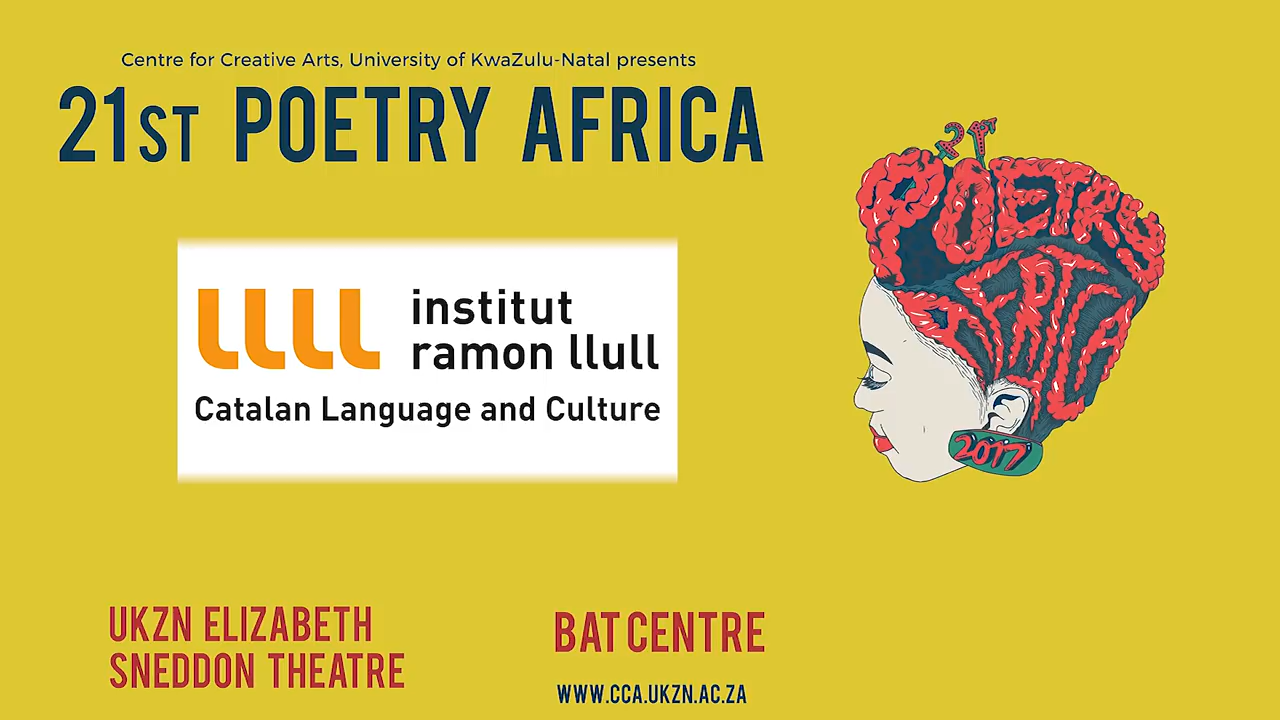 Centre for Creative Arts, University of KwaZulu-Natal presents
21ST POETRY AFRICA
21st
POETRY
AFRICA
2017
institut
ramon llull
Catalan Language and Culture
UKZN ELIZABETH
SNEDDON THEATRE
BAT CENTRE
WWW.CCA.UKZN.AC.ZA